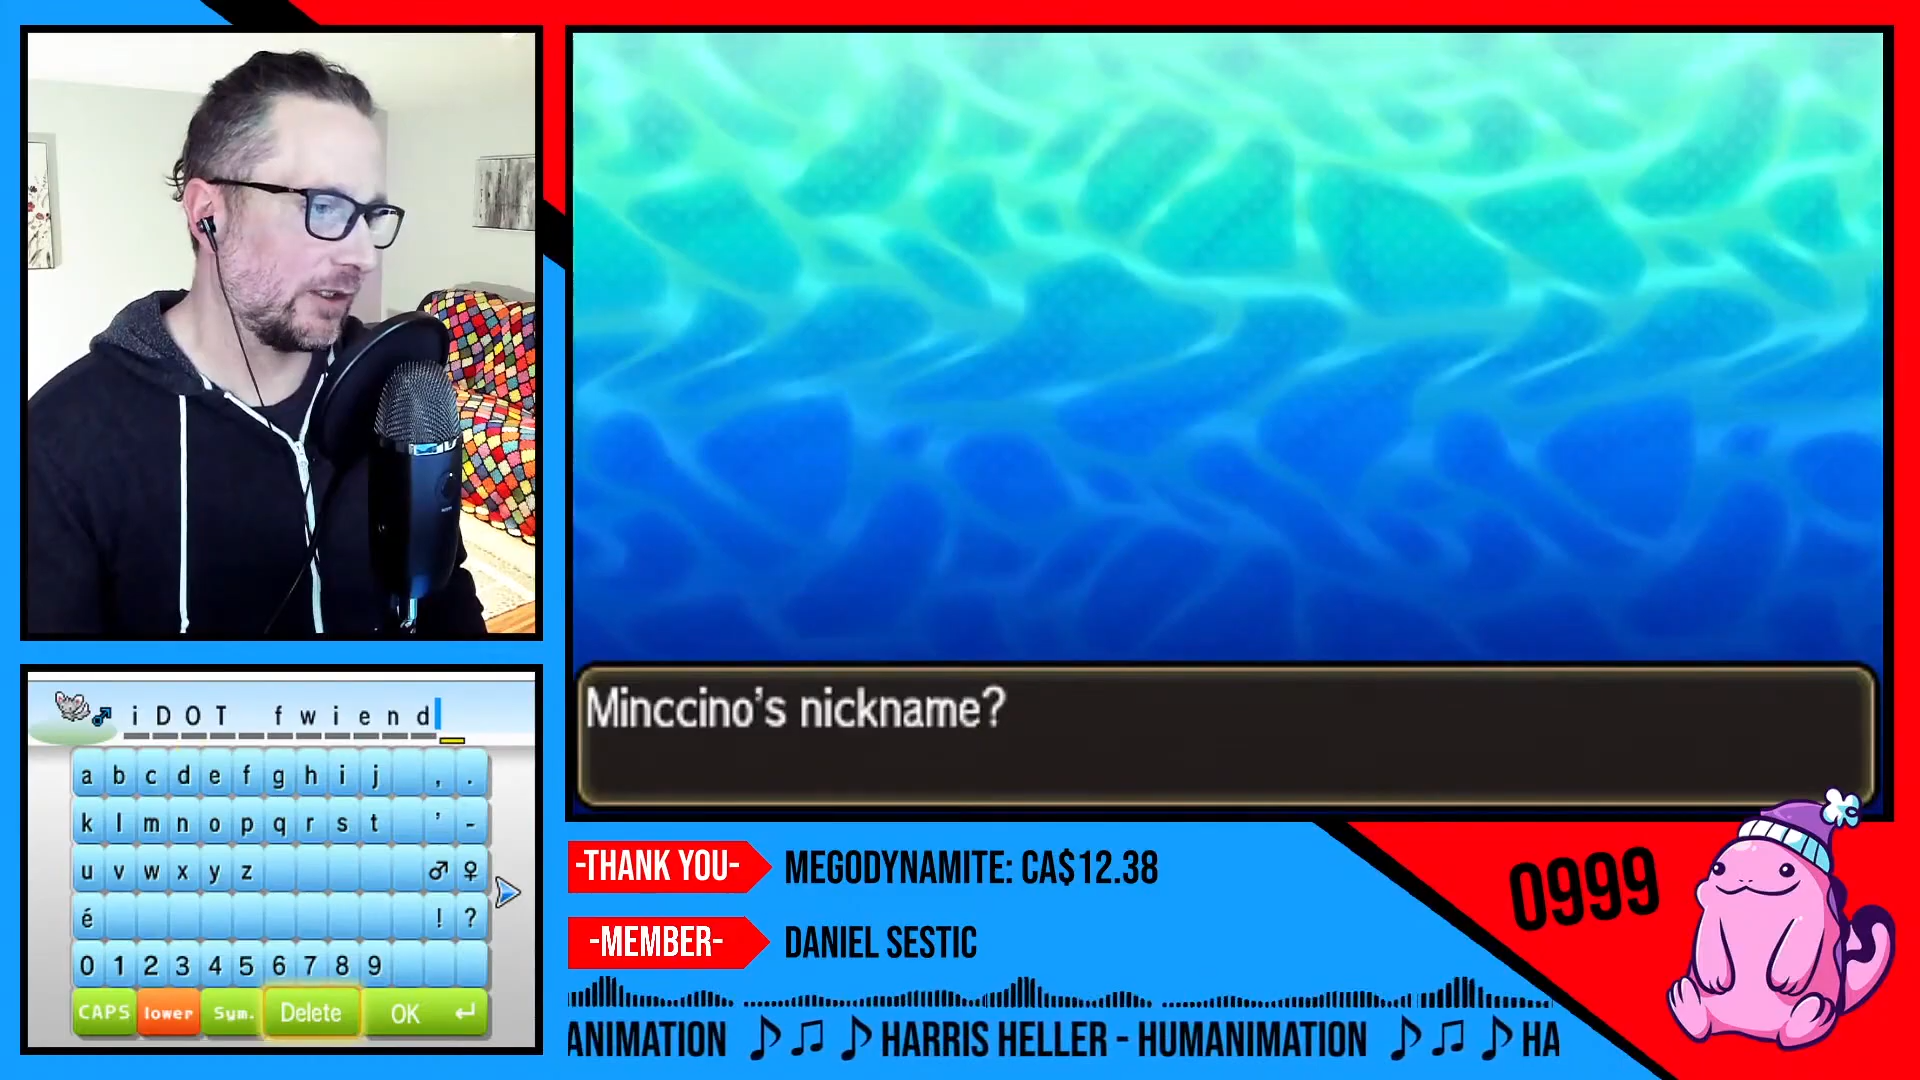 iDOT fwiend
a b c d e f g h i j , .
k l m n o p q r s t ' -
u v w x y z ♂ ♀
é ! ?
0 1 2 3 4 5 6 7 8 9
CAPS lower Sym. Delete OK
Minccino's nickname?
-THANK YOU- MEGODYNAMITE: CA$12.38
-MEMBER- DANIEL SESTIC
ANIMATION ♪♫ ♪HARRIS HELLER - HUMANIMATION ♪♫ ♪HA
0999